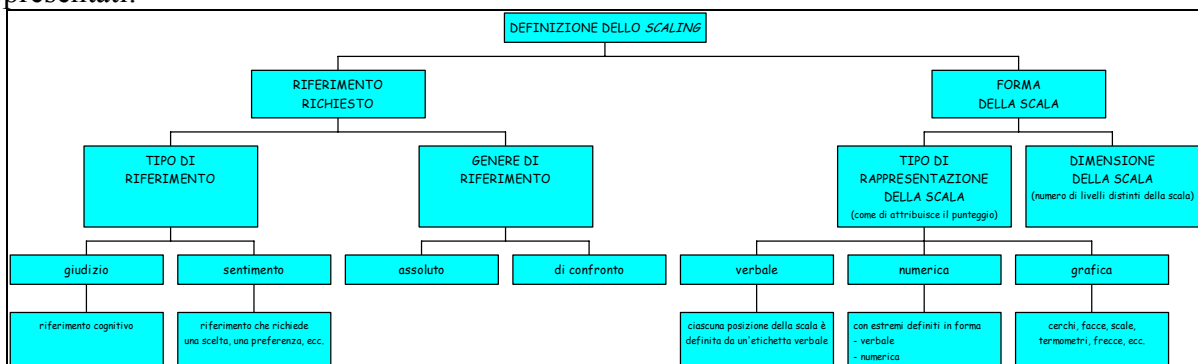 presentati.
DEFINIZIONE DELLO SCALING
RIFERIMENTO
RICHIESTO
FORMA
DELLA SCALA
TIPO DI
RIFERIMENTO
GENERE DI
RIFERIMENTO
TIPO DI
RAPPRESENTAZIONE
DELLA SCALA
(come di attribuisce il punteggio)
DIMENSIONE
DELLA SCALA
(numero di livelli distinti della scala)
giudizio
sentimento
assoluto
di confronto
verbale
numerica
grafica
riferimento cognitivo
riferimento che richiede
una scelta, una preferenza, ecc.
ciascuna posizione della scala è
definita da un'etichetta verbale
con estremi definiti in forma
- verbale
- numerica
cerchi, facce, scale,
termometri, frecce, ecc.